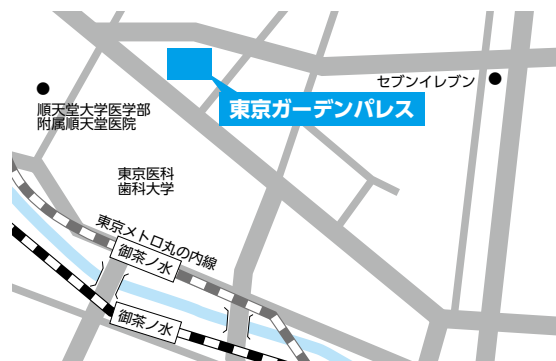 セブンイレブン
東京ガーデンパレス
順天堂大学医学部
附属順天堂医院
東京医科
歯科大学
東京メトロ丸の内線
御茶ノ水
御茶ノ水